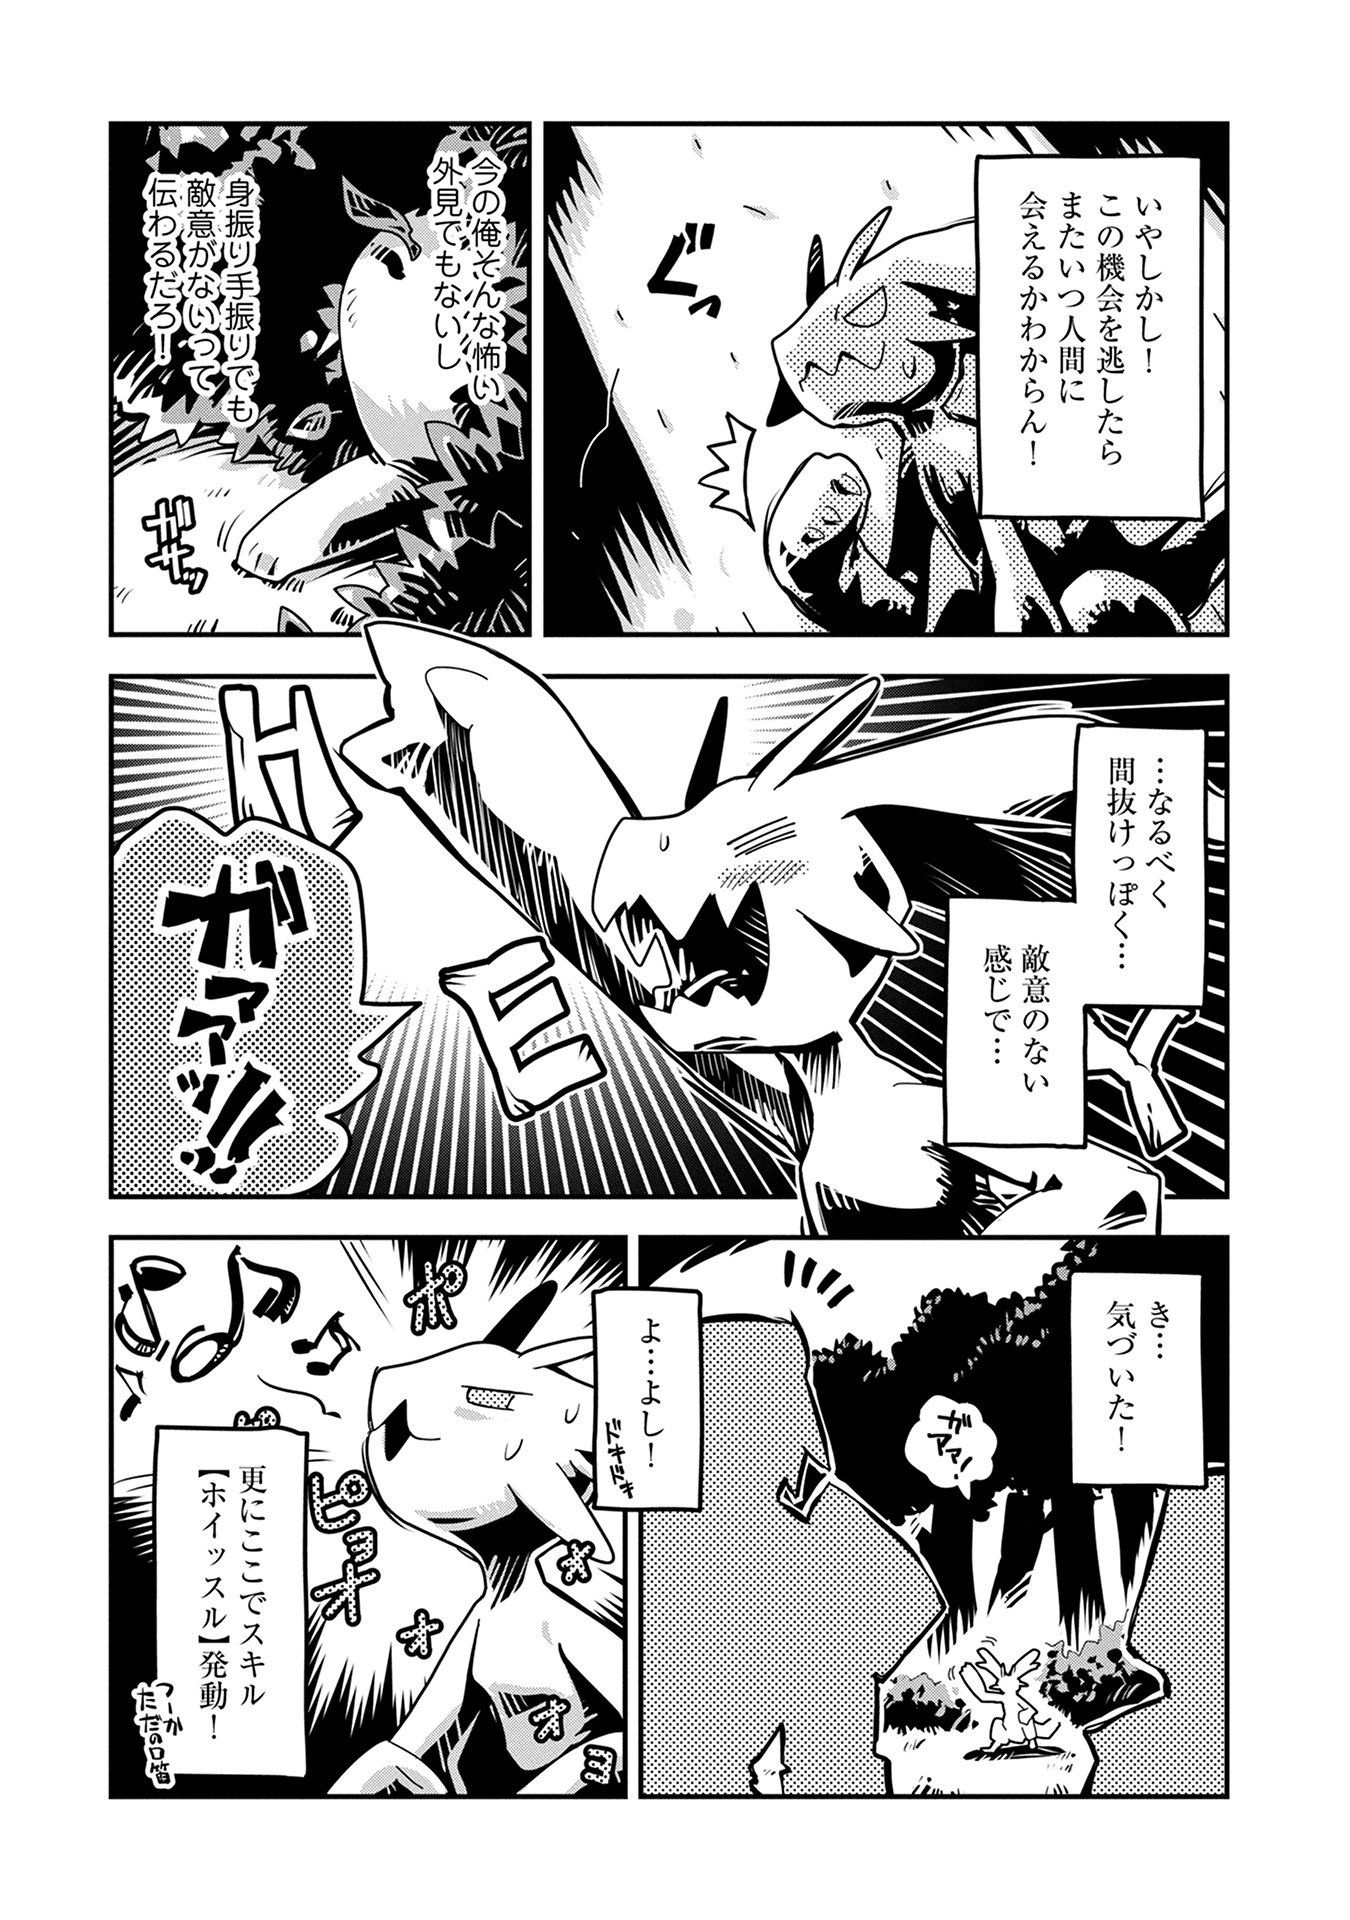 いやしかし！
この機会を逃したら
またいつ人間に
会えるかわからん！
ぐっ
今の俺そんな怖い
外見でもないし
身振り手振りでも
敵意がないって
伝わるだろ！
ガサッ
…なるべく
間抜けっぽく…
敵意のない
感じで…
ガァァーッ!!
き…
気づいた！
ガァァ！
よ…よし！
ドキドキ
ポ
ピョオオ
オ
オ
更にここでスキル
【ホイッスル】発動！
つーか
ただの口笛